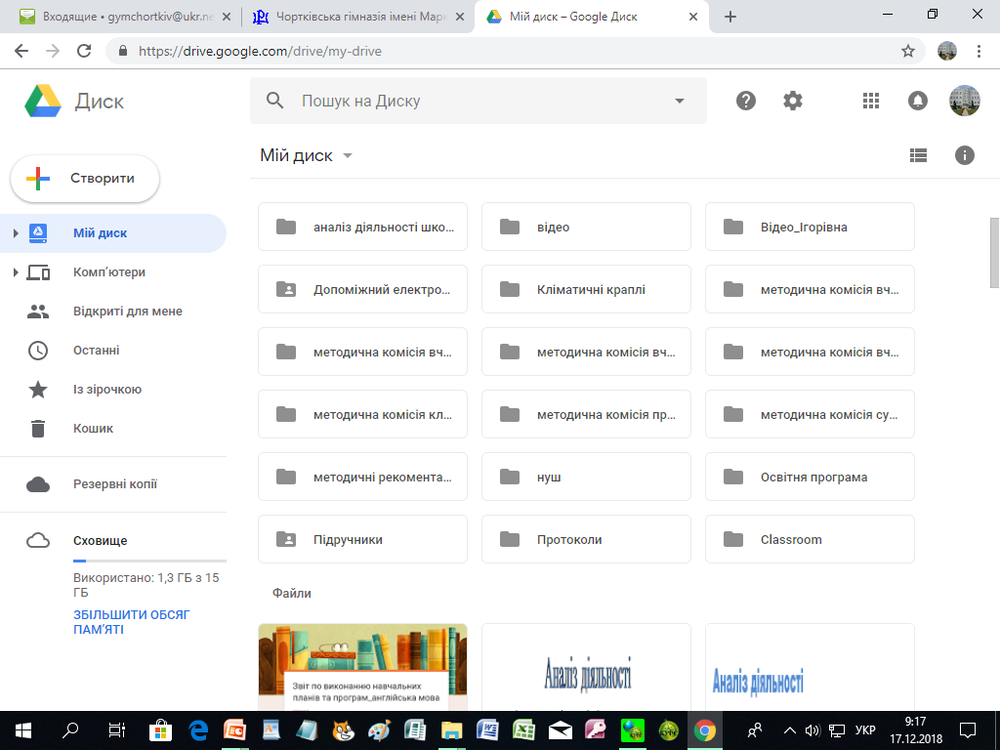 Входящие • gymchortkiv@ukr.ne
Чортківська гімназія імені Марк
Мій диск – Google Диск
https://drive.google.com/drive/my-drive
Диск
Пошук на Диску
Створити
Мій диск
Мій диск
Комп’ютери
Відкриті для мене
Останні
Із зірочкою
Кошик
Резервні копії
Сховище
Використано: 1,3 ГБ з 15
ГБ
ЗБІЛЬШИТИ ОБСЯГ
ПАМ'ЯТІ
аналіз діяльності шко...
відео
Відео_Ігорівна
Допоміжний електро...
Кліматичні краплі
методична комісія вч...
методична комісія вч...
методична комісія вч...
методична комісія вч...
методична комісія кл...
методична комісія пр...
методична комісія су...
методичні рекомента...
нуш
Освітня програма
Підручники
Протоколи
Classroom
Файли
Звіт по виконанню навчальних
планів та програм_англійська мова
Аналіз діяльності
Аналіз діяльності
УКР
9:17
17.12.2018